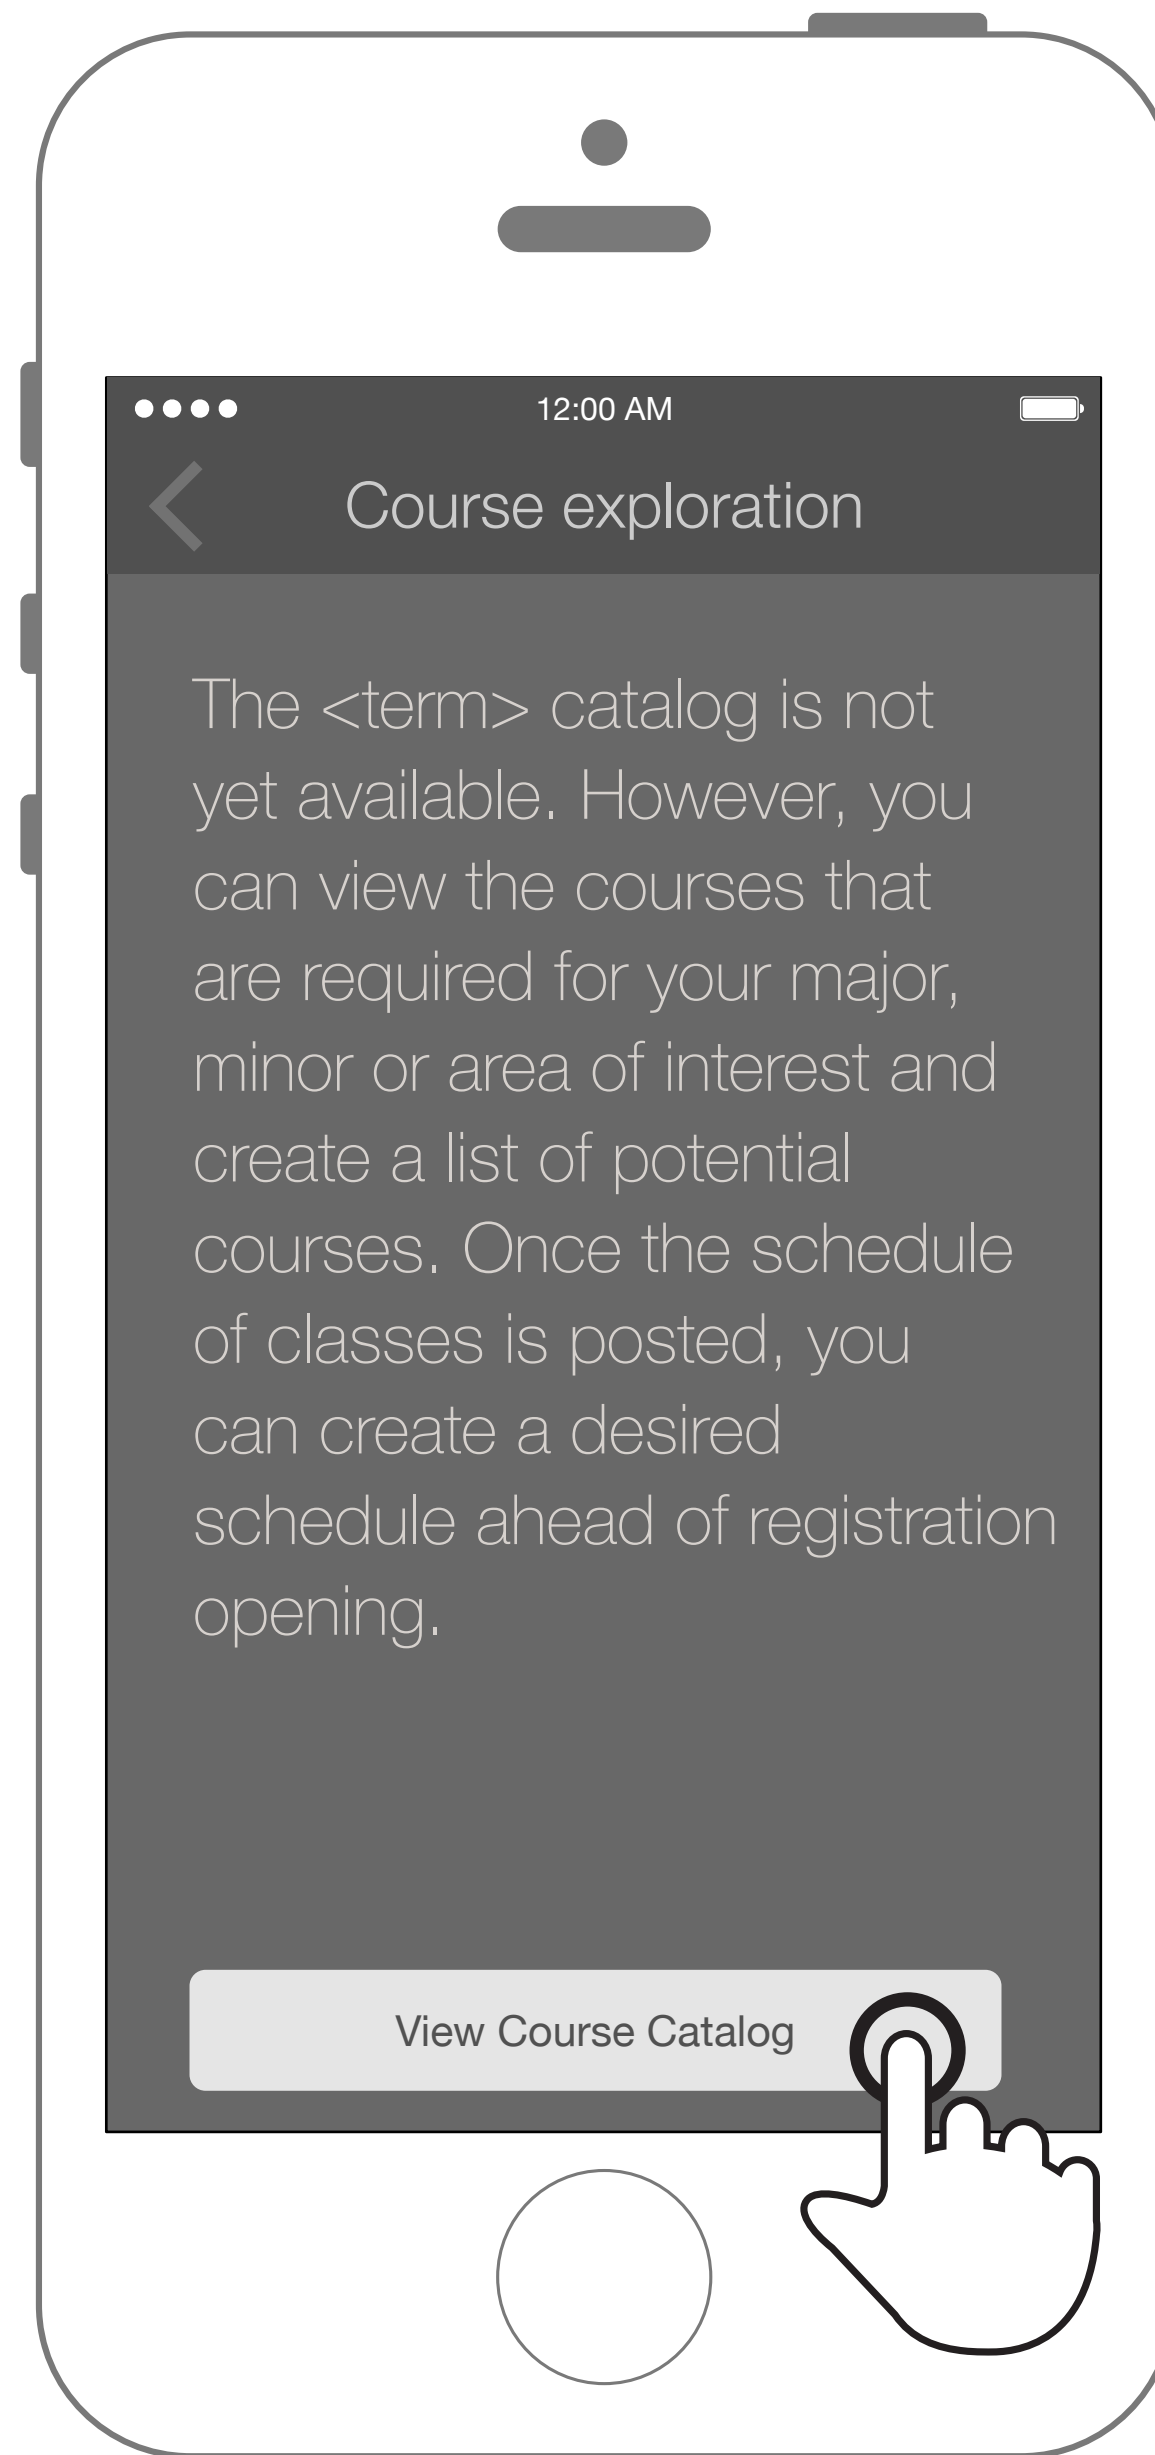 12:00 AM
Course exploration
The <term> catalog is not
yet available. However, you
can view the courses that
are required for your major,
minor or area of interest and
create a list of potential
courses. Once the schedule
of classes is posted, you
can create a desired
schedule ahead of registration
opening.
View Course Catalog